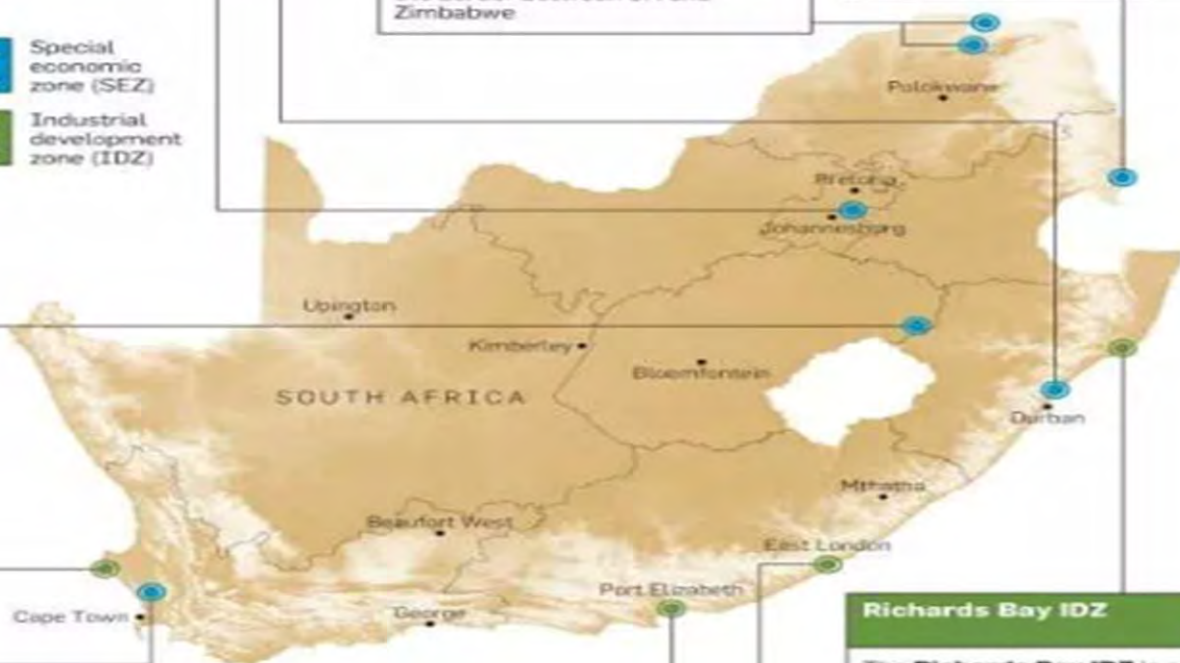 Zimbabwe
Special
economic
zone (SEZ)
Industrial
development
zone (IDZ)
Polokwane
Pretoria
Johannesburg
Upington
Kimberley
Bloemfontein
SOUTH AFRICA
Durban
Mthatha
Beaufort West
East London
Port Elizabeth
Cape Town
George
Richards Bay IDZ